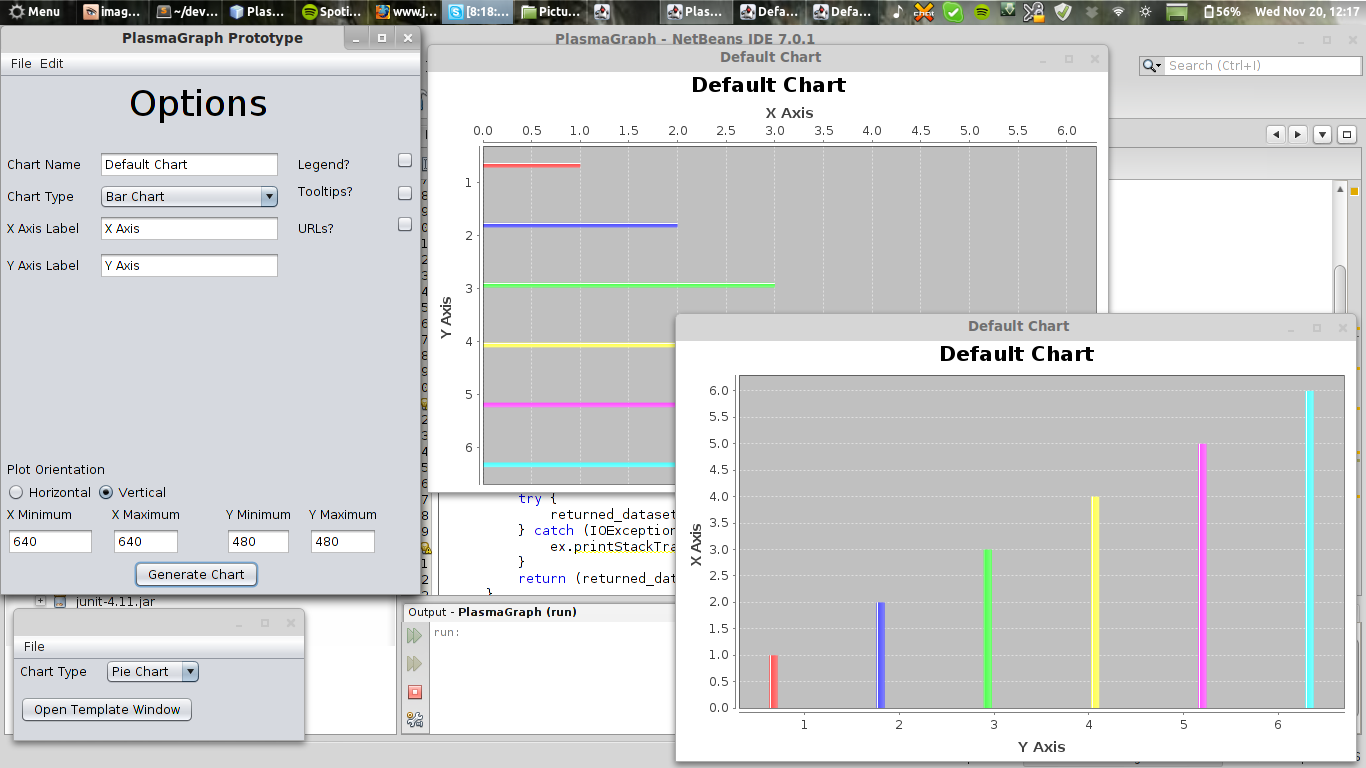 Menu
imag...
~/dev...
Plas...
Spoti...
www.j...
[8:18:...
Pictu...
Plas...
Defa...
Defa...
56%
Wed Nov 20, 12:17
PlasmaGraph Prototype
File Edit
Options
Chart Name Default Chart Legend?
Chart Type Bar Chart Tooltips?
X Axis Label X Axis URLs?
Y Axis Label Y Axis
Plot Orientation
Horizontal Vertical
X Minimum X Maximum Y Minimum Y Maximum
640 640 480 480
Generate Chart
PlasmaGraph - NetBeans IDE 7.0.1
Search (Ctrl+I)
Default Chart
Default Chart
X Axis
0.0 0.5 1.0 1.5 2.0 2.5 3.0 3.5 4.0 4.5 5.0 5.5 6.0
1
2
3
4
5
6
Y Axis
Default Chart
Default Chart
6.0
5.5
5.0
4.5
4.0
3.5
3.0
2.5
2.0
1.5
1.0
0.5
0.0
X Axis
1 2 3 4 5 6
Y Axis
try {
returned_dataset
} catch (IOException
ex.printStackTra
}
return (returned_dat
}
junit-4.11.jar
Output - PlasmaGraph (run)
run:
File
Chart Type Pie Chart
Open Template Window